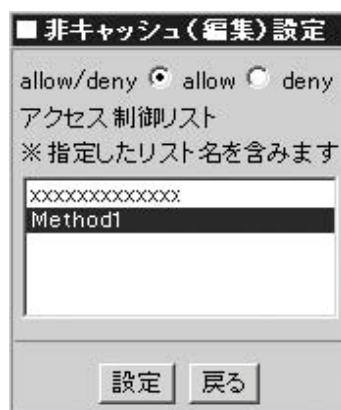 ■非キャッシュ(編集)設定
allow/deny allow deny
アクセス制御リスト
※指定したリスト名を含みます
xxxxxxxxxxxxx
Method1
設定 戻る